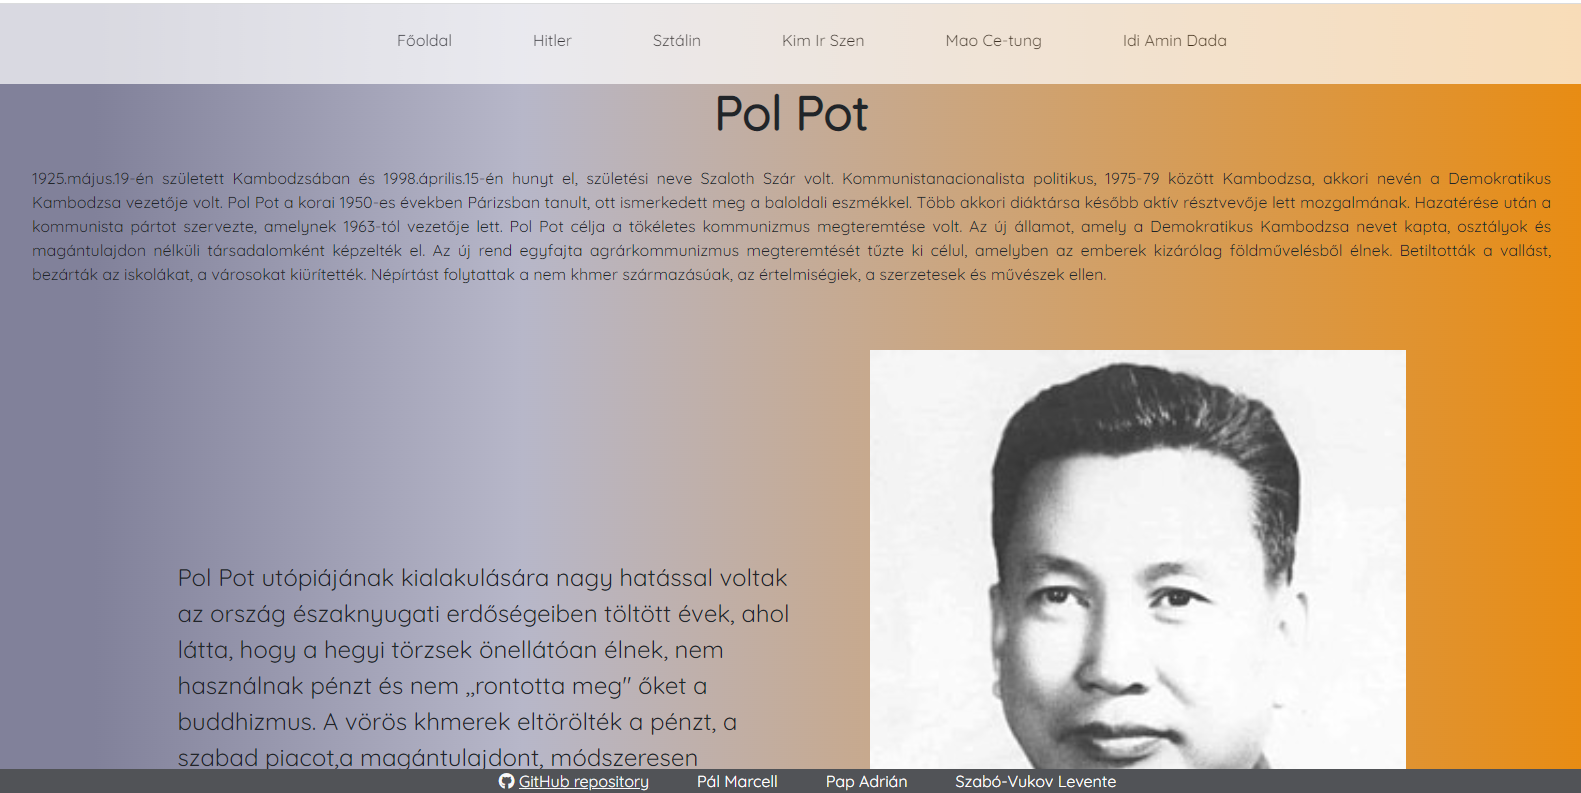 Főoldal Hitler Sztálin Kim Ir Szen Mao Ce-tung Idi Amin Dada
Pol Pot
1925.május.19-én született Kambodzsában és 1998.április.15-én hunyt el, születési neve Szaloth Szár volt. Kommunistanacionalista politikus, 1975-79 között Kambodzsa, akkori nevén a Demokratikus
Kambodzsa vezetője volt. Pol Pot a korai 1950-es években Párizsban tanult, ott ismerkedett meg a baloldali eszmékkel. Több akkori diáktársa később aktív résztvevője lett mozgalmának. Hazatérése után a
kommunista pártot szervezte, amelynek 1963-tól vezetője lett. Pol Pot célja a tökéletes kommunizmus megteremtése volt. Az új államot, amely a Demokratikus Kambodzsa nevet kapta, osztályok és
magántulajdon nélküli társadalomként képzelték el. Az új rend egyfajta agrárkommunizmus megteremtését tűzte ki célul, amelyben az emberek kizárólag földművelésből élnek. Betiltották a vallást,
bezárták az iskolákat, a városokat kiürítették. Népírtást folytattak a nem khmer származásúak, az értelmiségiek, a szerzetesek és művészek ellen.
Pol Pot utópiájának kialakulására nagy hatással voltak
az ország északnyugati erdőségeiben töltött évek, ahol
látta, hogy a hegyi törzsek önellátóan élnek, nem
használnak pénzt és nem ,,rontotta meg" őket a
buddhizmus. A vörös khmerek eltörölték a pénzt, a
szabad piacot,a magántulajdont, módszeresen
GitHub repository Pál Marcell Pap Adrián Szabó-Vukov Levente